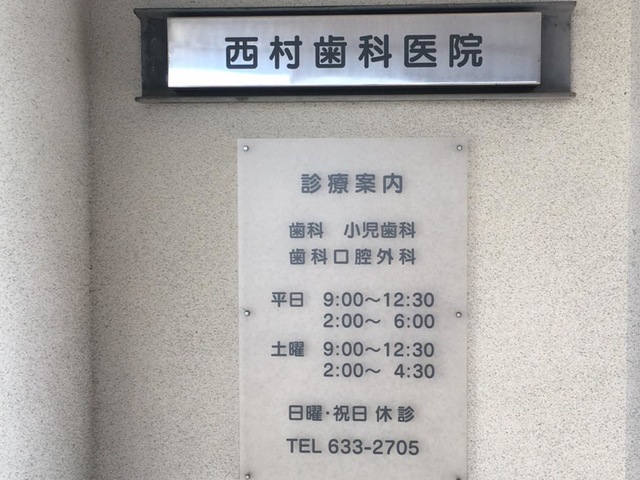 西村歯科医院
診療案内
歯科 小児歯科
歯科口腔外科
平日 9:00〜12:30
2:00〜 6:00
土曜 9:00〜12:30
2:00〜 4:30
日曜・祝日 休診
TEL 633-2705